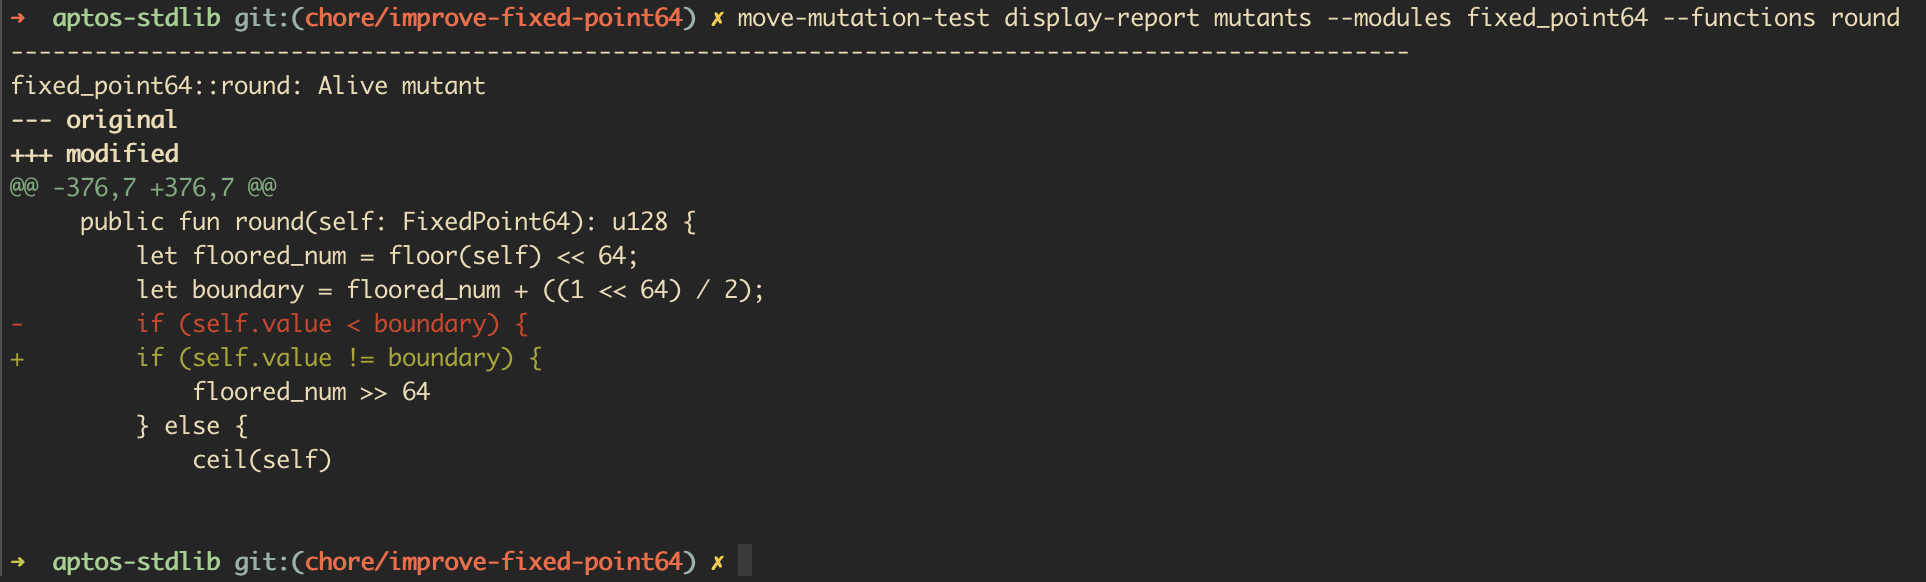 ➜  aptos-stdlib git:(chore/improve-fixed-point64) ✗ move-mutation-test display-report mutants --modules fixed_point64 --functions round
----------------------------------------------------------------------------------------------------
fixed_point64::round: Alive mutant
--- original
+++ modified
@@ -376,7 +376,7 @@
     public fun round(self: FixedPoint64): u128 {
         let floored_num = floor(self) << 64;
         let boundary = floored_num + ((1 << 64) / 2);
-        if (self.value < boundary) {
+        if (self.value != boundary) {
             floored_num >> 64
         } else {
             ceil(self)
➜  aptos-stdlib git:(chore/improve-fixed-point64) ✗